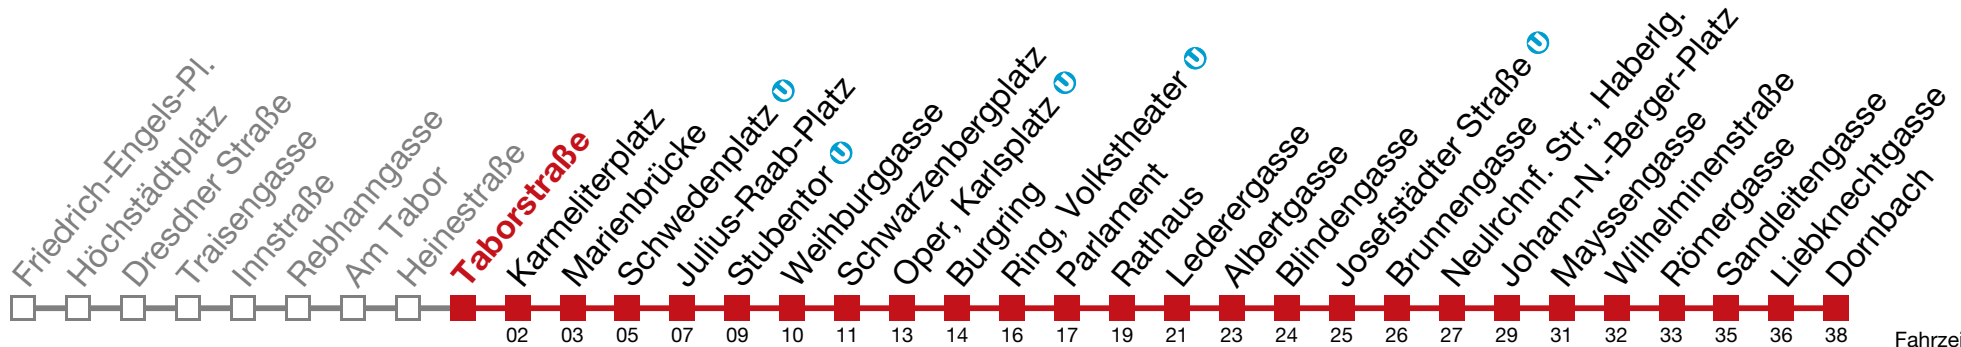 Friedrich-Engels-Pl.
Höchstädtplatz
Dresdner Straße
Traisengasse
Innstraße
Rebhanngasse
Am Tabor
Heinestraße
Taborstraße
Karmeliterplatz
Marienbrücke
Schwedenplatz U
Julius-Raab-Platz
Stubentor U
Weihburggasse
Schwarzenbergplatz
Oper, Karlsplatz U
Burgring
Ring, Volkstheater U
Parlament
Rathaus
Lederergasse
Albertgasse
Blindengasse
Josefstädter Straße U
Brunnengasse
Neulrchnf. Str., Haberlg.
Johann-N.-Berger-Platz
Mayssengasse
Wilhelminenstraße
Römergasse
Sandleitengasse
Liebknechtgasse
Dornbach
02 03 05 07 09 10 11 13 14 16 17 19 21 23 24 25 26 27 29 31 32 33 35 36 38 Fahrzei